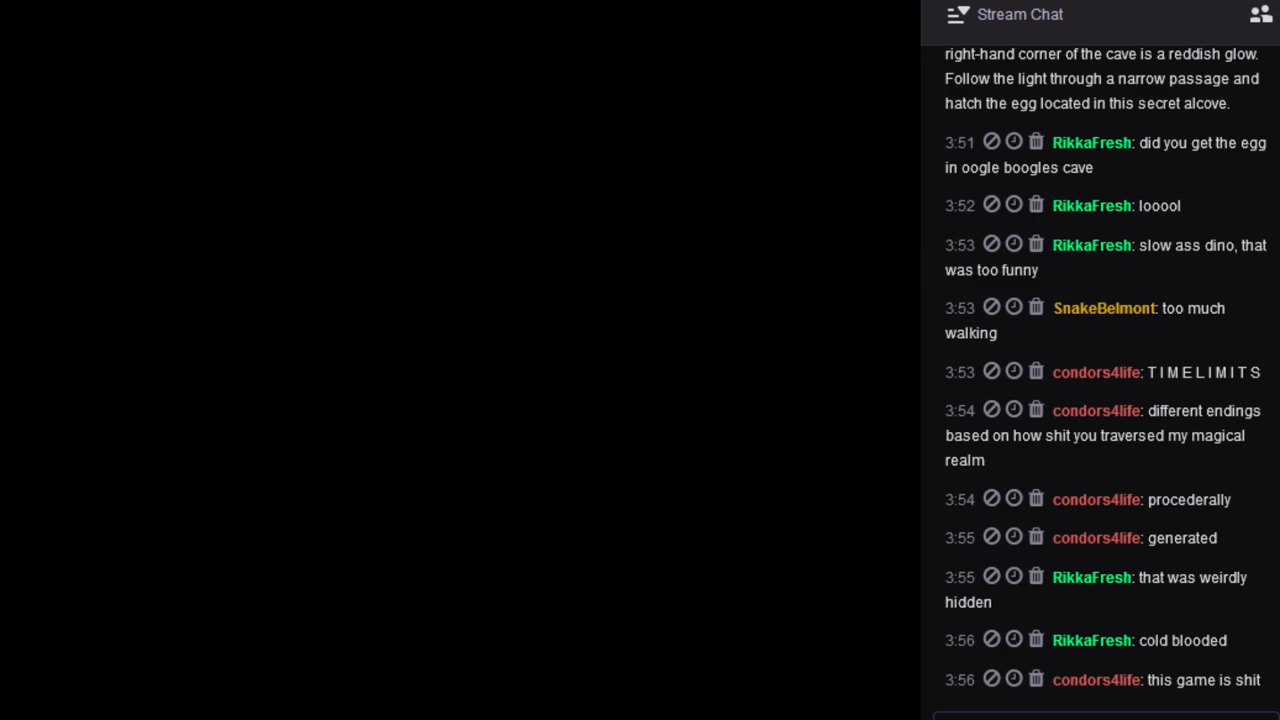 Stream Chat
right-hand corner of the cave is a reddish glow.
Follow the light through a narrow passage and
hatch the egg located in this secret alcove.
3:51 RikkaFresh: did you get the egg
in oogle boogles cave
3:52 RikkaFresh: looool
3:53 RikkaFresh: slow ass dino, that
was too funny
3:53 SnakeBelmont: too much
walking
3:53 condors4life: T I M E L I M I T S
3:54 condors4life: different endings
based on how shit you traversed my magical
realm
3:54 condors4life: procederally
3:55 condors4life: generated
3:55 RikkaFresh: that was weirdly
hidden
3:56 RikkaFresh: cold blooded
3:56 condors4life: this game is shit